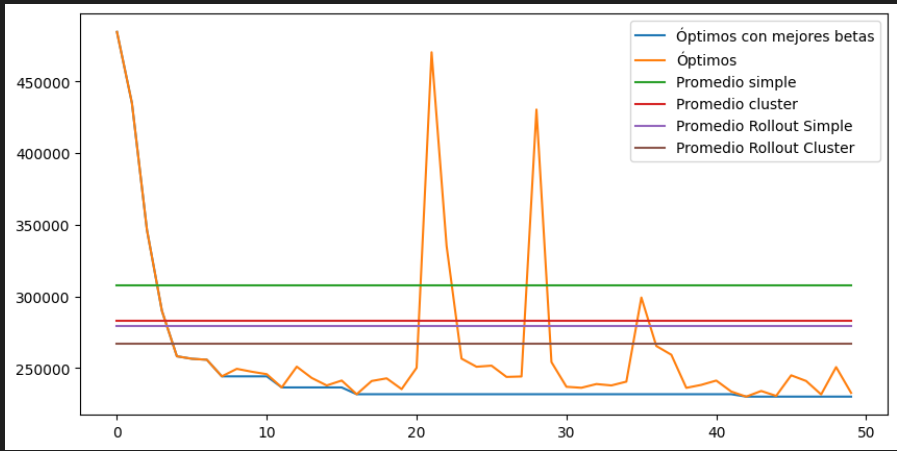 Óptimos con mejores betas
Óptimos
Promedio simple
Promedio cluster
Promedio Rollout Simple
Promedio Rollout Cluster
450000
400000
350000
300000
250000
0 10 20 30 40 50